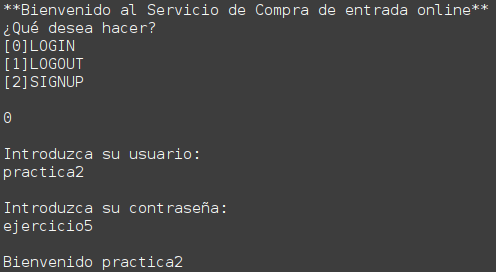 **Bienvenido al Servicio de Compra de entrada online**
¿Qué desea hacer?
[0]LOGIN
[1]LOGOUT
[2]SIGNUP
0
Introduzca su usuario:
practica2
Introduzca su contraseña:
ejercicio5
Bienvenido practica2